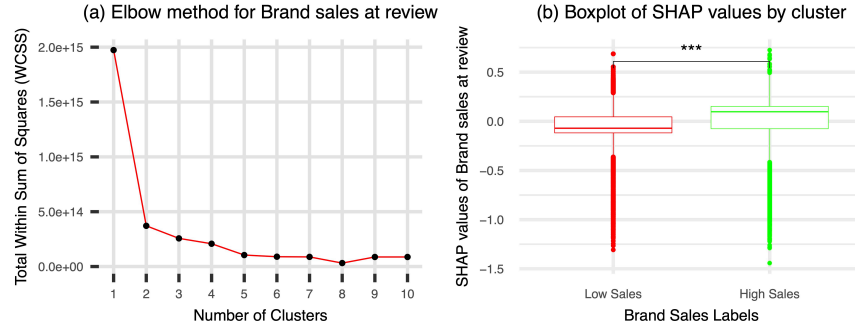 (a) Elbow method for Brand sales at review
Total Within Sum of Squares (WCSS)
2.0e+15
1.5e+15
1.0e+15
5.0e+14
0.0e+00
1 2 3 4 5 6 7 8 9 10
Number of Clusters
(b) Boxplot of SHAP values by cluster
SHAP values of Brand sales at review
***
0.5
0.0
−0.5
−1.0
−1.5
Low Sales High Sales
Brand Sales Labels